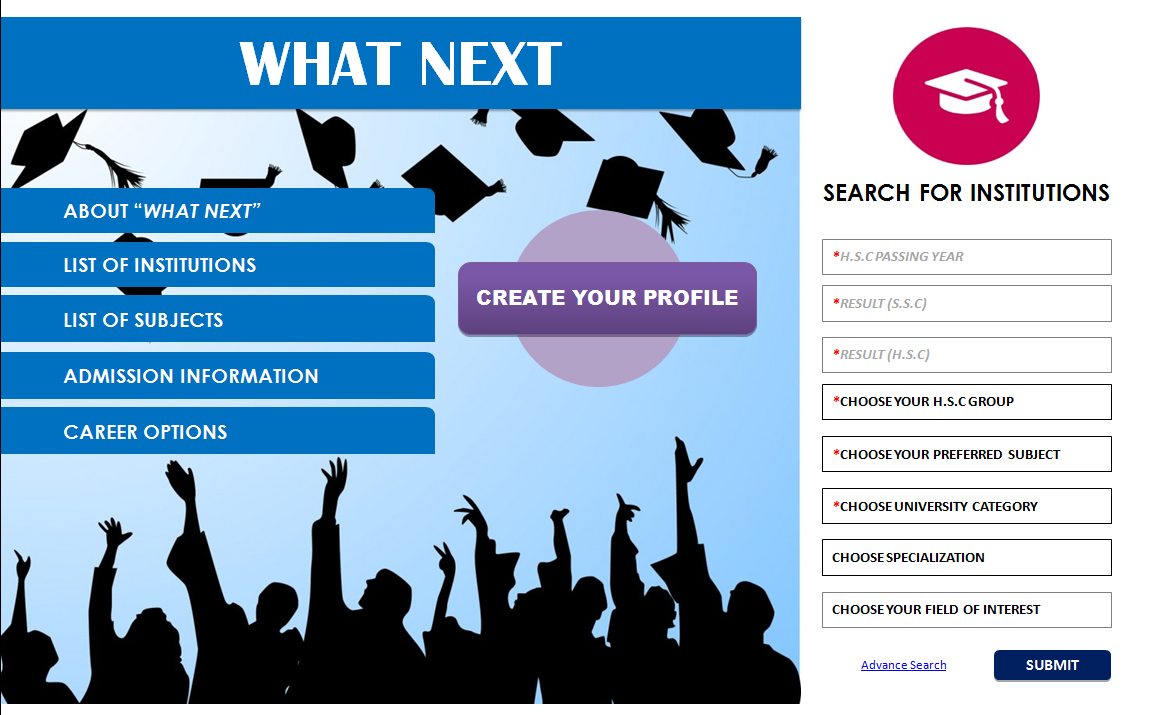 WHAT NEXT
ABOUT “WHAT NEXT”
LIST OF INSTITUTIONS
LIST OF SUBJECTS
ADMISSION INFORMATION
CAREER OPTIONS
CREATE YOUR PROFILE
SEARCH FOR INSTITUTIONS
*H.S.C PASSING YEAR
*RESULT (S.S.C)
*RESULT (H.S.C)
*CHOOSE YOUR H.S.C GROUP
*CHOOSE YOUR PREFERRED SUBJECT
*CHOOSE UNIVERSITY CATEGORY
CHOOSE SPECIALIZATION
CHOOSE YOUR FIELD OF INTEREST
Advance Search
SUBMIT